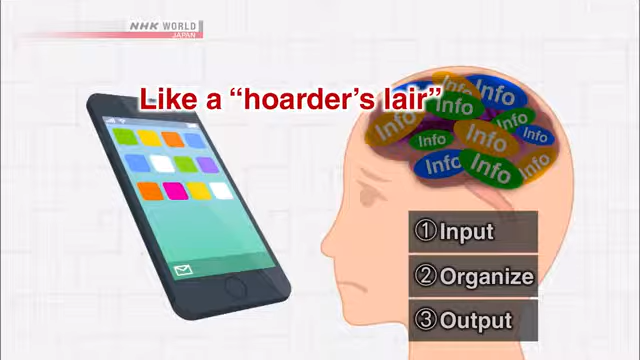 NHK WORLD
JAPAN
Like a “hoarder’s lair”
Info
Info
Info
Info
Info
Info
Info
Info
Info
Info
Info
①Input
②Organize
③Output